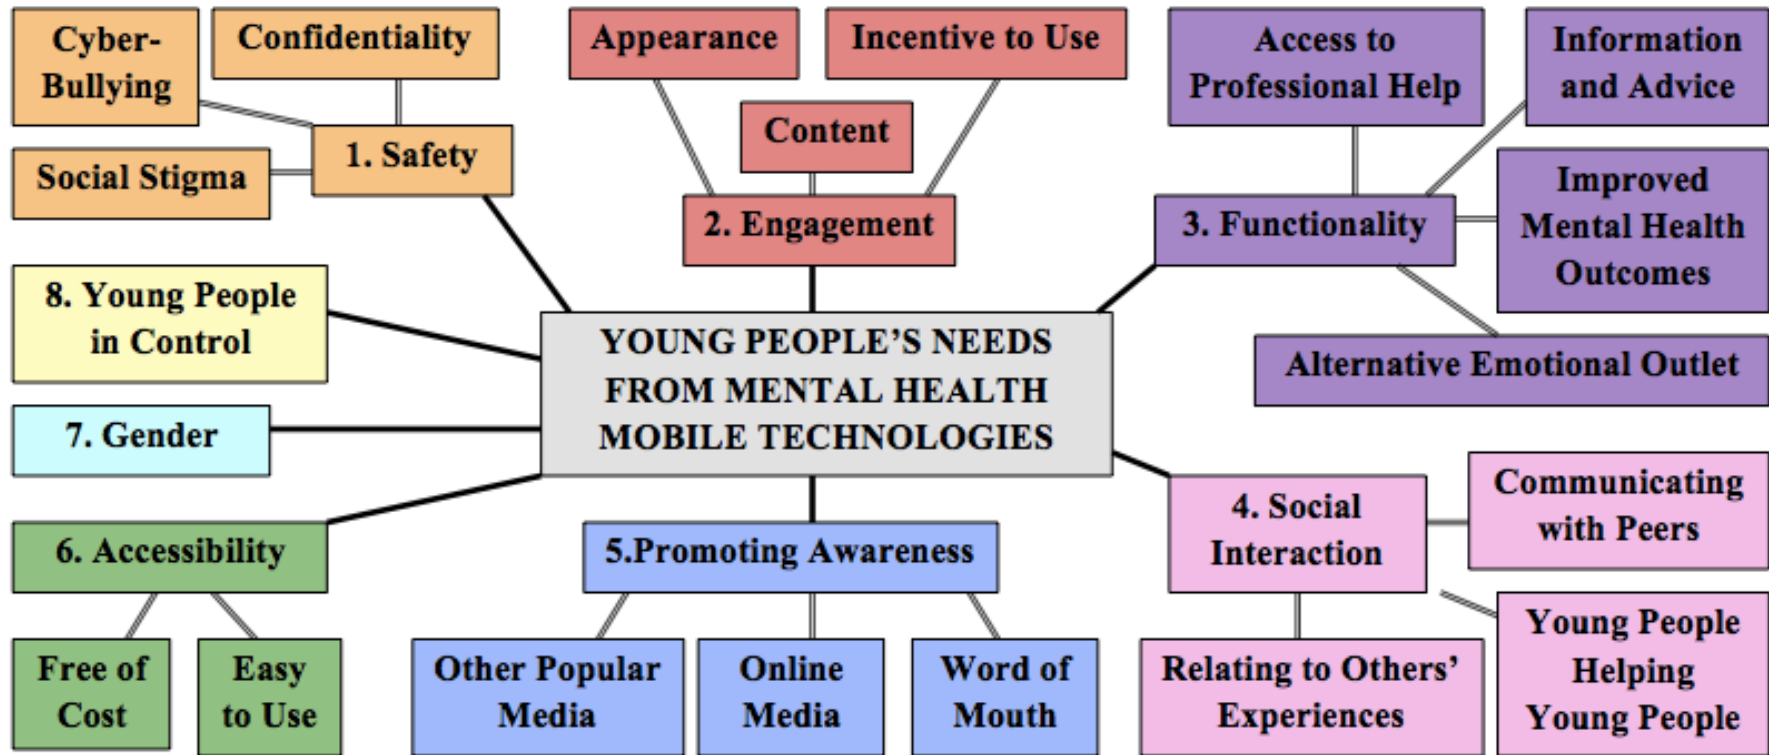 Cyber-
Bullying
Confidentiality
Social Stigma
1. Safety
Appearance
Incentive to Use
Content
2. Engagement
Access to
Professional Help
Information
and Advice
3. Functionality
Improved
Mental Health
Outcomes
Alternative Emotional Outlet
8. Young People
in Control
YOUNG PEOPLE’S NEEDS
FROM MENTAL HEALTH
MOBILE TECHNOLOGIES
7. Gender
6. Accessibility
Free of
Cost
Easy
to Use
5.Promoting Awareness
Other Popular
Media
Online
Media
Word of
Mouth
4. Social
Interaction
Communicating
with Peers
Relating to Others’
Experiences
Young People
Helping
Young People